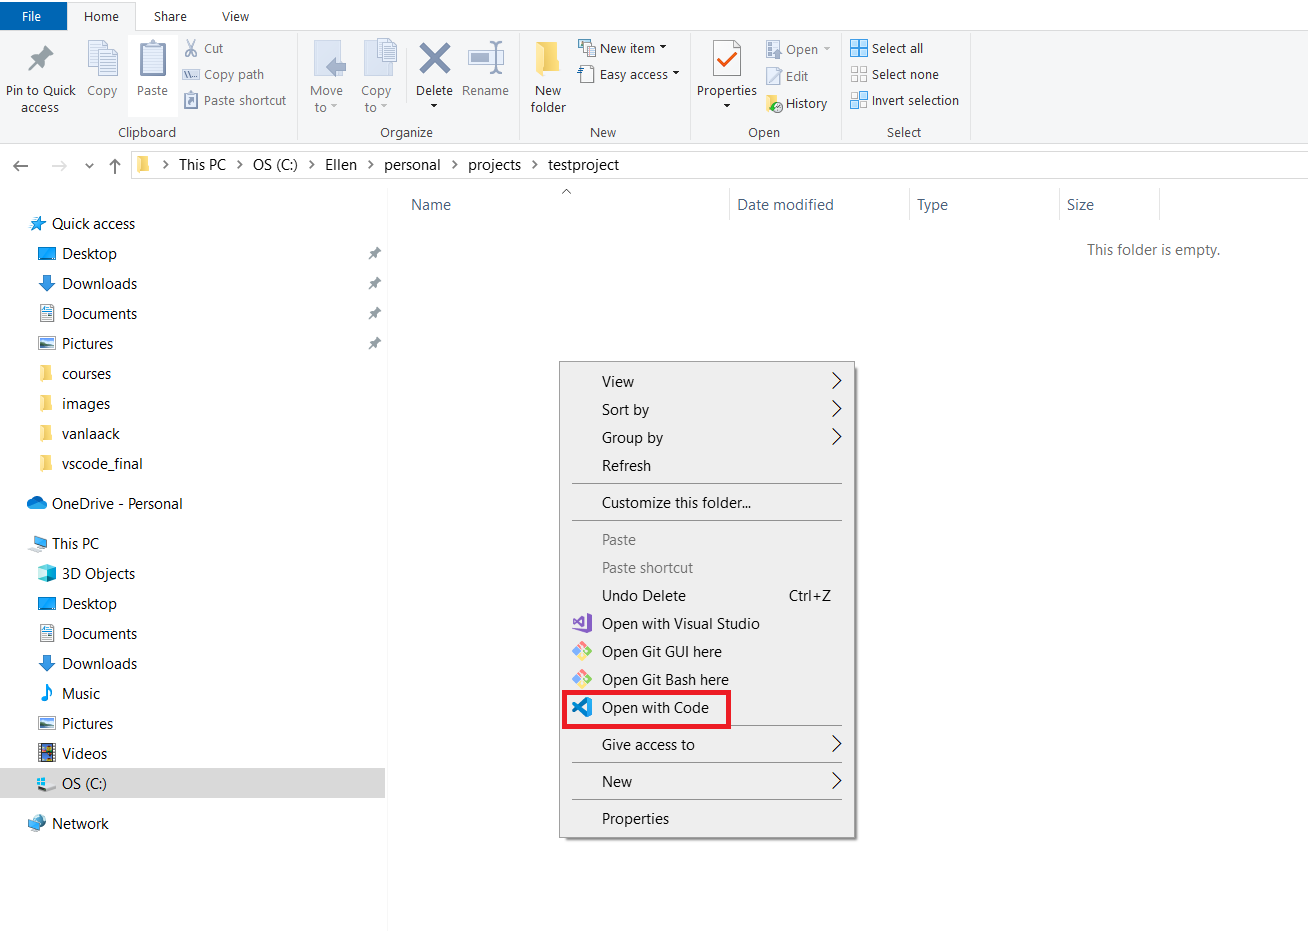 File Home Share View
Pin to Quick access
Copy
Paste
Cut
Copy path
Paste shortcut
Clipboard
Move to
Copy to
Delete
Rename
Organize
New folder
New item
Easy access
New
Properties
Open
Edit
History
Open
Select all
Select none
Invert selection
Select
This PC > OS (C:) > Ellen > personal > projects > testproject
Name Date modified Type Size
This folder is empty.
Quick access
Desktop
Downloads
Documents
Pictures
courses
images
vanlaack
vscode_final
OneDrive - Personal
This PC
3D Objects
Desktop
Documents
Downloads
Music
Pictures
Videos
OS (C:)
Network
View
Sort by
Group by
Refresh
Customize this folder...
Paste
Paste shortcut
Undo Delete Ctrl+Z
Open with Visual Studio
Open Git GUI here
Open Git Bash here
Open with Code
Give access to
New
Properties